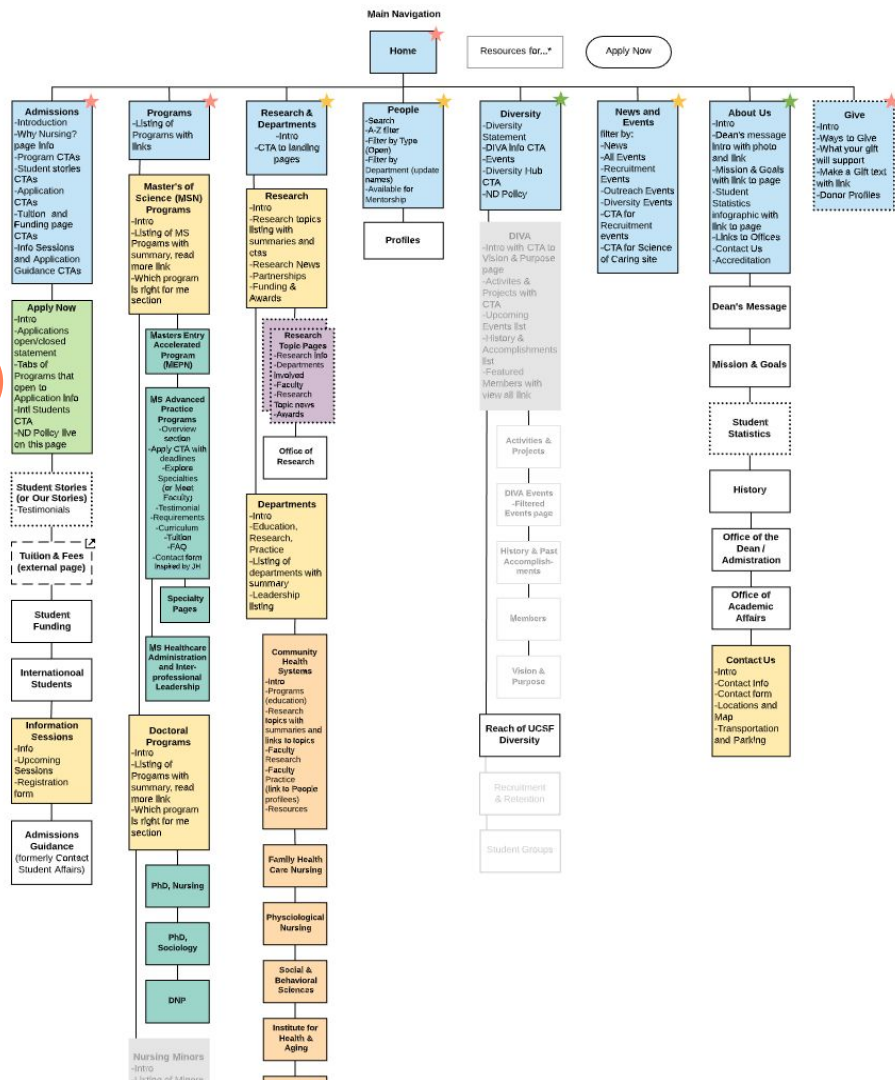 Main Navigation
Home
Resources for...*
Apply Now
Admissions
-Introduction
-Why Nursing?
page info
-Program CTAs
-Student stories
CTAs
-Application
CTAs
-Tuition and
Funding page
CTAs
-Info Sessions
and Application
Guidance CTAs
Apply Now
-Intro
-Applications
open/closed
statement
-Tabs of
Programs that
open to
Application Info
-Intl Students
CTA
-ND Policy live
on this page
Student Stories
(or Our Stories)
-Testimonials
Tuition & Fees
(external page)
Student
Funding
Internationoal
Students
Information
Sessions
-Info
-Upcoming
Sessions
-Registration
form
Admissions
Guidance
(formerly Contact
Student Affairs)
Programs
-Listing of
Programs with
links
Master's of
Science (MSN)
Programs
-Intro
-Listing of MS
Progams with
summary, read
more link
-Which program
is right for me
section
Masters Entry
Accelerated
Program
(MEPN)
MS Advanced
Practice
Programs
-Overview
section
-Apply CTA with
deadlines
-Explore
Specialties
(or Meet
Faculty)
-Testimonial
-Requirements
-Curriculum
-Tuition
-FAQ
-Contact form
inspired by JH
Specialty
Pages
MS Healthcare
Administration
and Inter-
professional
Leadership
Doctoral
Programs
-Intro
-Listing of
Progams with
summary, read
more link
-Which program
is right for me
section
PhD, Nursing
PhD,
Sociology
DNP
Nursing Minors
-Intro
-Listing of Minors
Research &
Departments
-Intro
-CTA to landing
pages
Research
-Intro
-Research topics
listing with
summaries and
ctas
-Research News
-Partnerships
-Funding &
Awards
Research
Topic Pages
-Research info
-Departments
involved
-Faculty
-Research
Topic news
-Awards
Office of
Research
Departments
-Intro
-Education,
Research,
Practice
-Listing of
departments with
summary
-Leadership
listing
Community
Health
Systems
-Intro
-Programs
(education)
-Research
topics with
summaries and
links to topics
-Faculty
Research
-Faculty
Practice
(link to People
profilees)
-Resources
Family Health
Care Nursing
Physciological
Nursing
Social &
Behavioral
Sciences
Institute for
Health &
Aging
People
-Search
-A-Z filter
-Filter by Type
(Open)
-Filter by
Department (update
names)
-Available for
Mentorship
Profiles
Diversity
-Diversity
Statement
-DIVA Info CTA
-Events
-Diversity Hub
CTA
-ND Policy
DIVA
-Intro with CTA to
Vision & Purpose
page
-Activites &
Projects with
CTA
-Upcoming
Events list
-History &
Accomplishments
list
-Featured
Members with
view all link
Activities &
Projects
DIVA Events
-Filtered
Events page
History & Past
Accomplish-
ments
Members
Vision &
Purpose
Reach of UCSF
Diversity
Recruitment
& Retention
Student Groups
News and
Events
filter by:
-News
-All Events
-Recruitment
Events
-Outreach Events
-Diversity Events
-CTA for
Recruitment
events
-CTA for Science
of Caring site
About Us
-Intro
-Dean's message
intro with photo
and link
-Mission & Goals
with link to page
-Student
Statistics
infographic with
link to page
-Links to Offices
-Contact Us
-Accreditation
Dean's Message
Mission & Goals
Student
Statistics
History
Office of the
Dean /
Admistration
Office of
Academic
Affairs
Contact Us
-Intro
-Contact Info
-Contact form
-Locations and
Map
-Transportation
and Parking
Give
-Intro
-Ways to Give
-What your gift
will support
-Make a Gift text
with link
-Donor Profiles